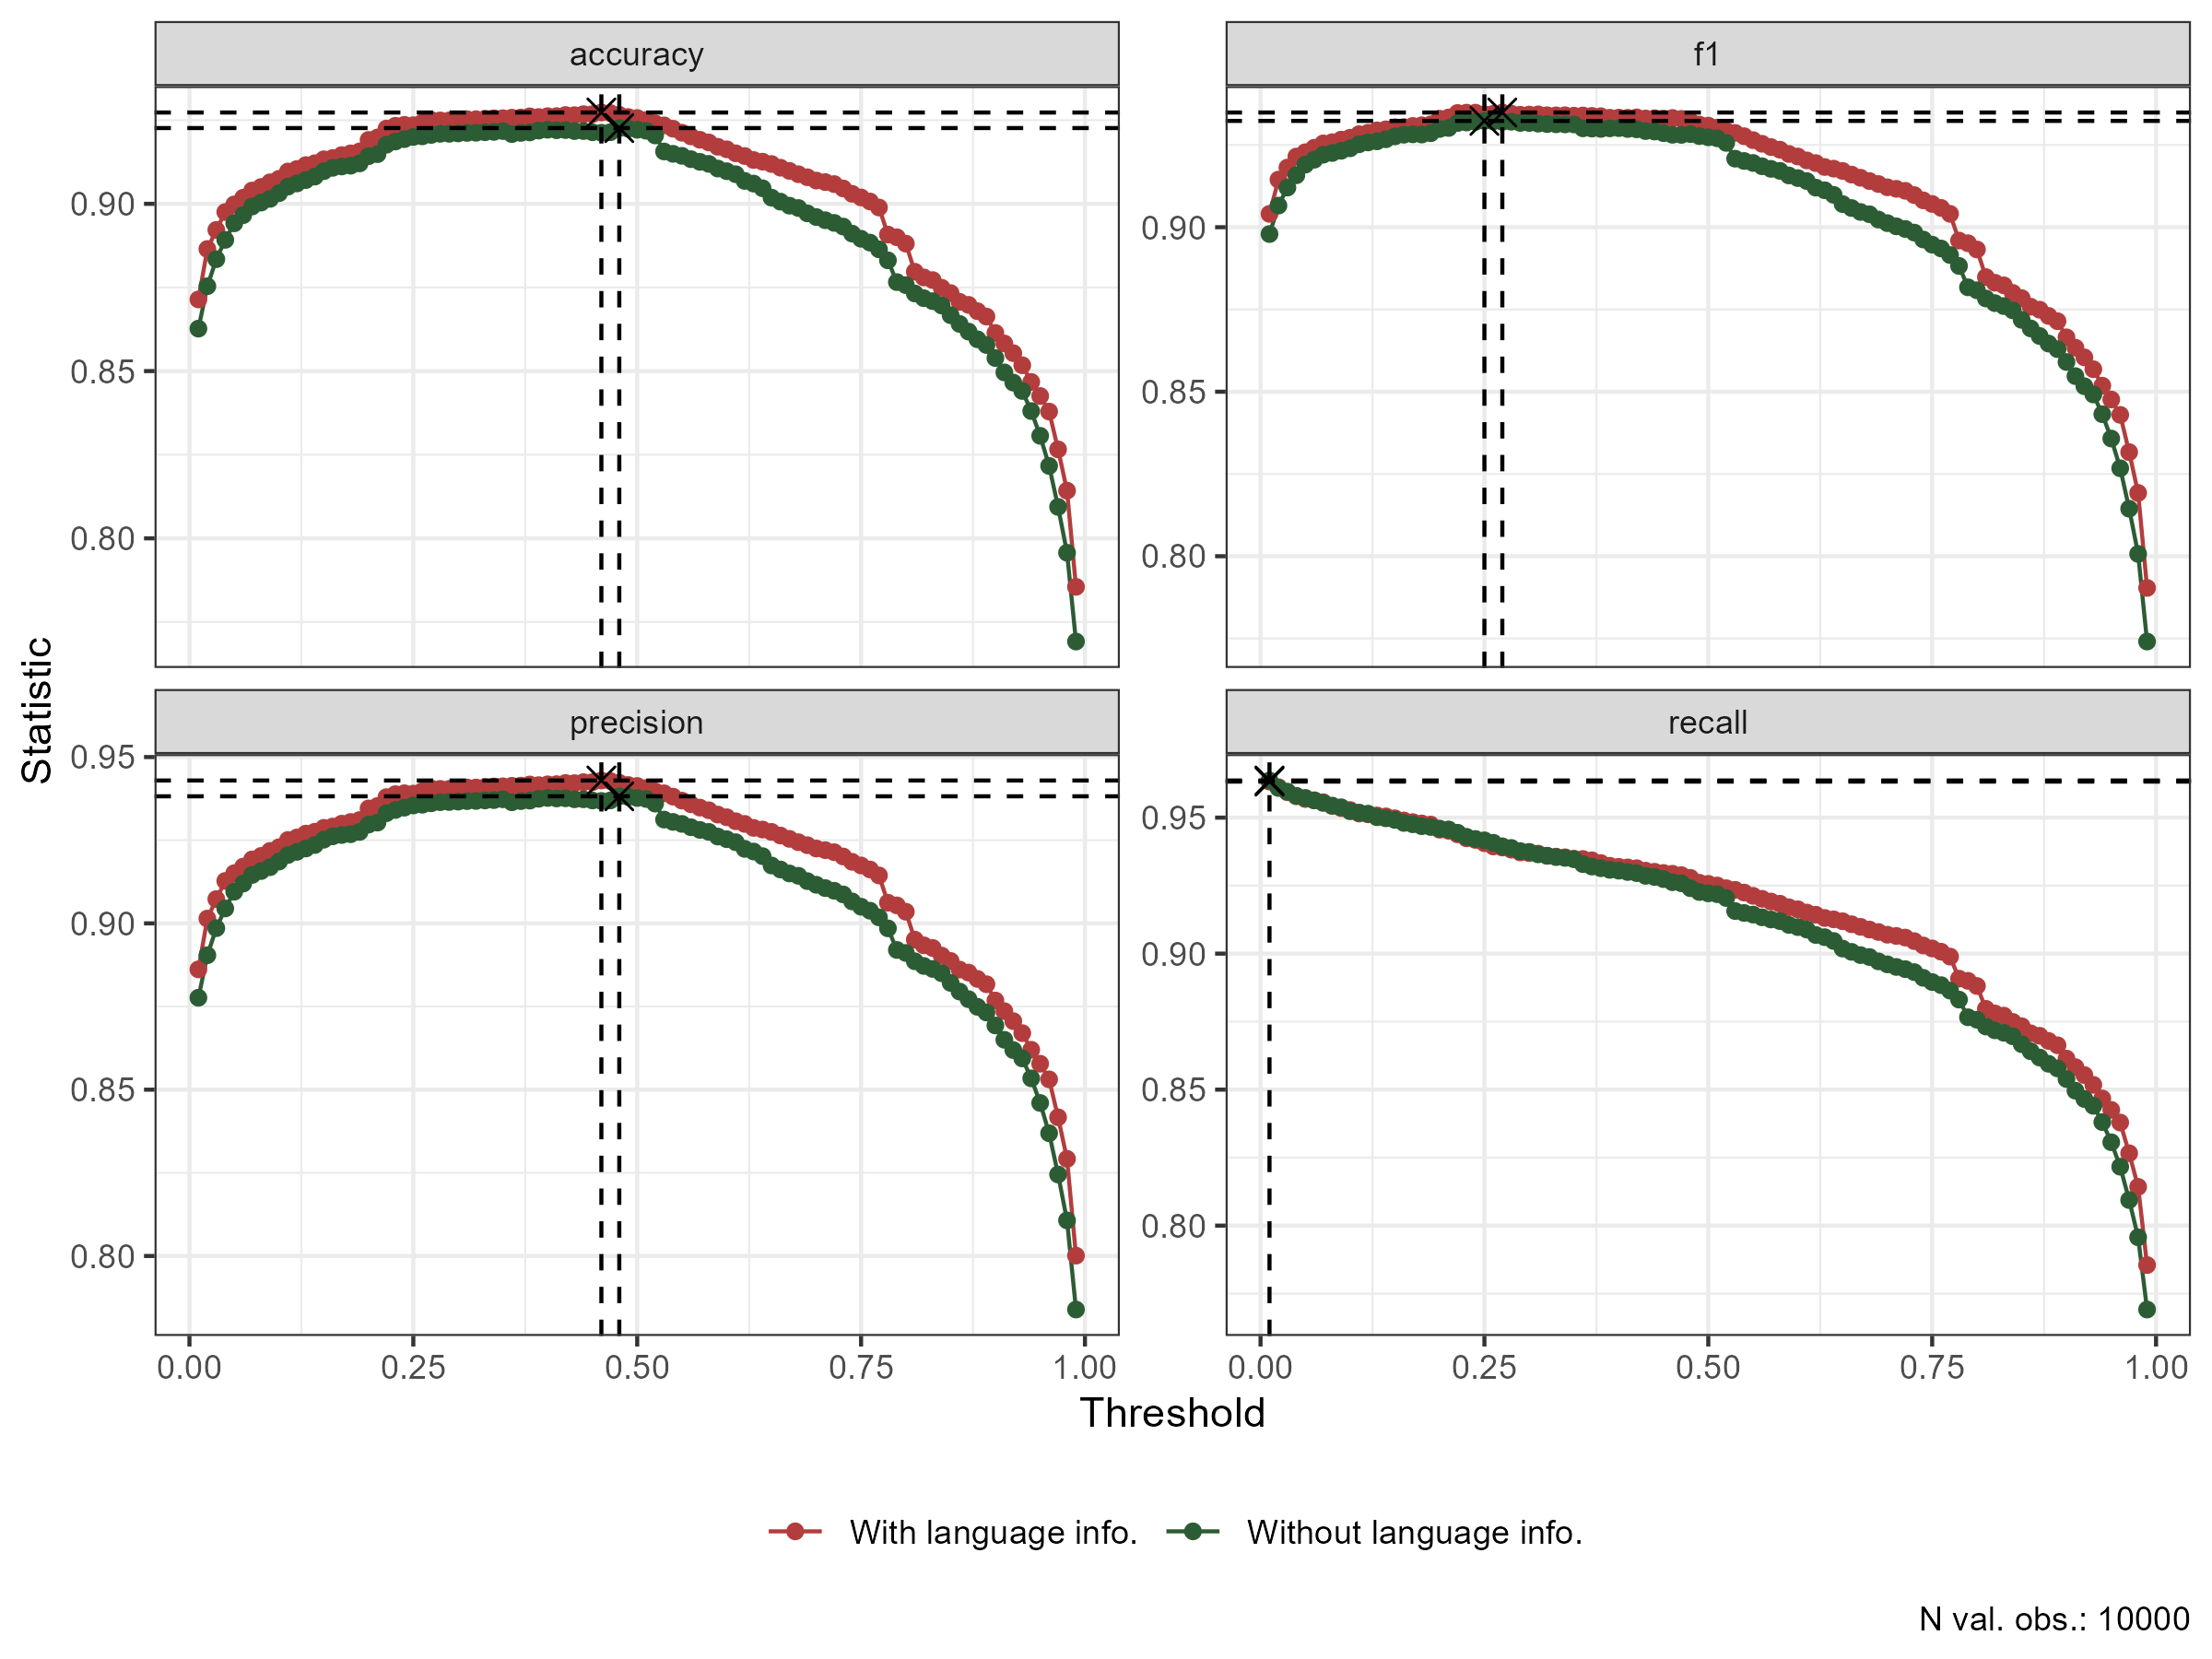 accuracy
f1
0.90
0.85
0.80
0.90
0.85
0.80
Statistic
precision
recall
0.95
0.90
0.85
0.80
0.95
0.90
0.85
0.80
0.00 0.25 0.50 0.75 1.00
0.00 0.25 0.50 0.75 1.00
Threshold
With language info. Without language info.
N val. obs.: 10000